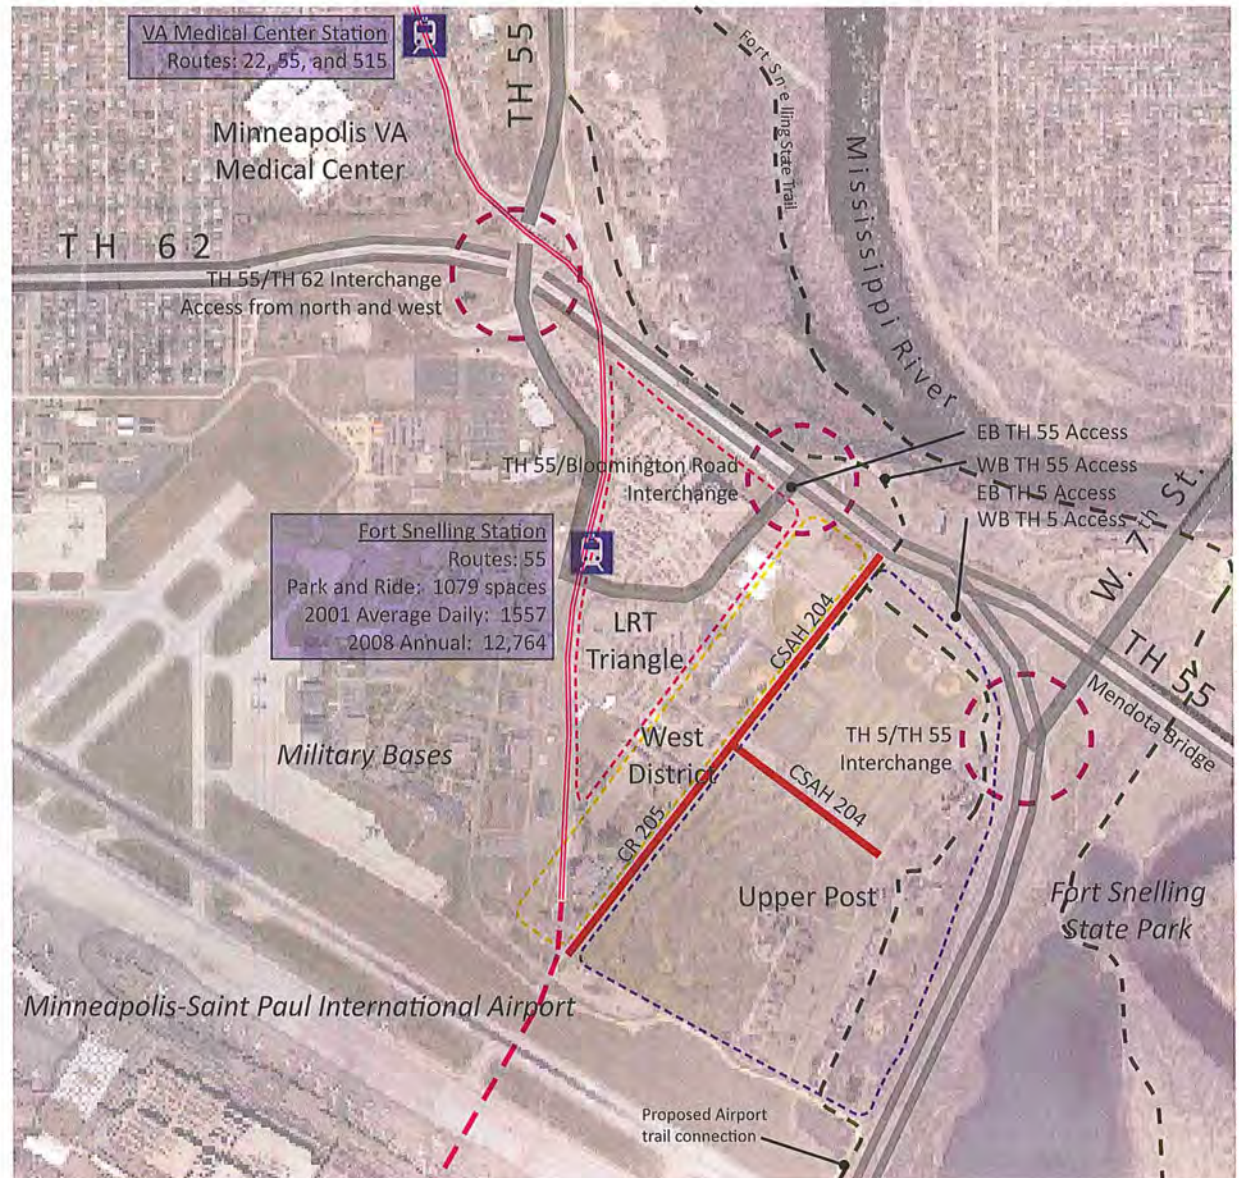 VA Medical Center Station
Routes: 22, 55, and 515
TH 55
Fort Snelling State Trail
Mississippi River
Minneapolis VA
Medical Center
TH 62
TH 55/TH 62 Interchange
Access from north and west
EB TH 55 Access
WB TH 55 Access
EB TH 5 Access
WB TH 5 Access
W. 7th St.
TH 55/Bloomington Road
Interchange
Fort Snelling Station
Routes: 55
Park and Ride: 1079 spaces
2001 Average Daily: 1557
2008 Annual: 12,764
LRT
Triangle
CSAH 204
TH 55
Mendota Bridge
TH 5/TH 55
Interchange
Military Bases
West
District
CSAH 204
CR 205
Upper Post
Fort Snelling
State Park
Minneapolis-Saint Paul International Airport
Proposed Airport
trail connection